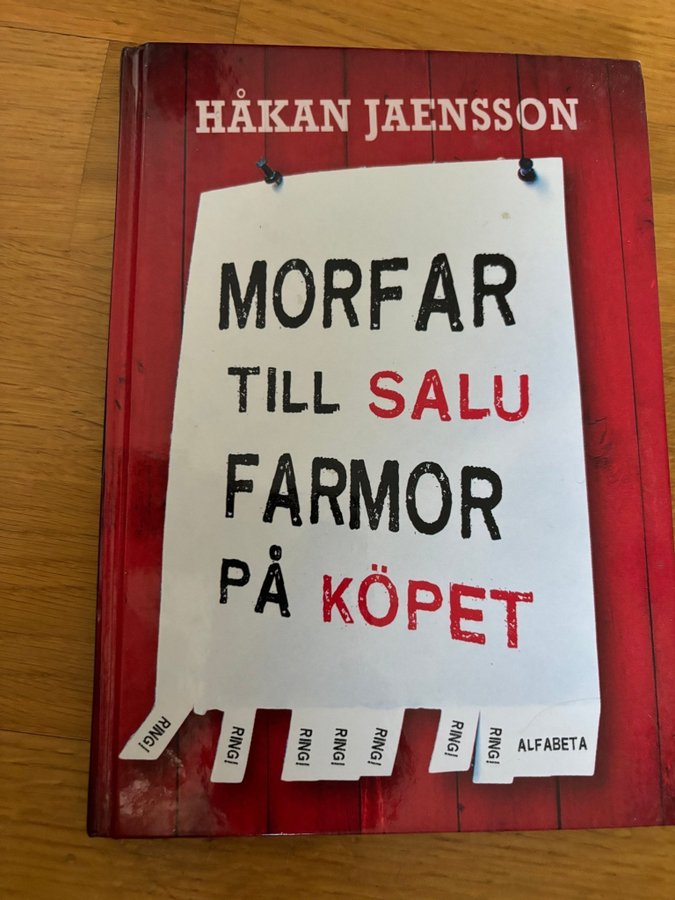 HÅKAN JAENSSON
MORFAR
TILL SALU
FARMOR
PÅ KÖPET
RING!
RING!
RING!
RING!
RING!
RING!
RING!
ALFABETA